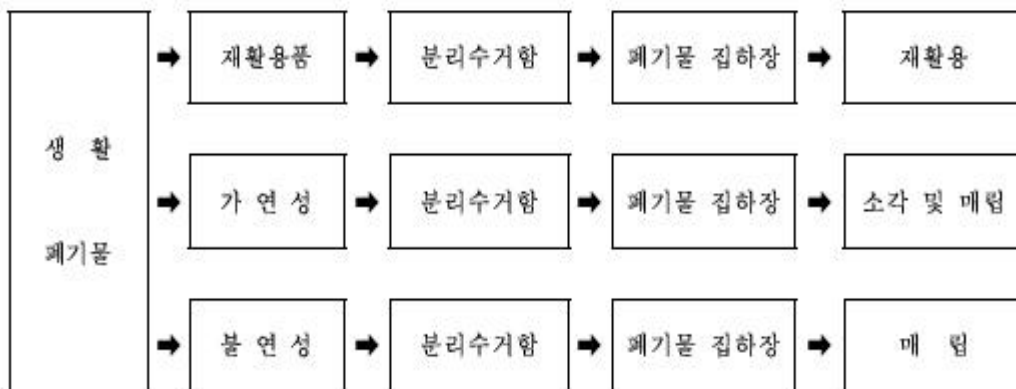 생 활
폐기물
➡ 재활용품 ➡ 분리수거함 ➡ 폐기물 집하장 ➡ 재활용
➡ 가 연 성 ➡ 분리수거함 ➡ 폐기물 집하장 ➡ 소각 및 매립
➡ 불 연 성 ➡ 분리수거함 ➡ 폐기물 집하장 ➡ 매 립